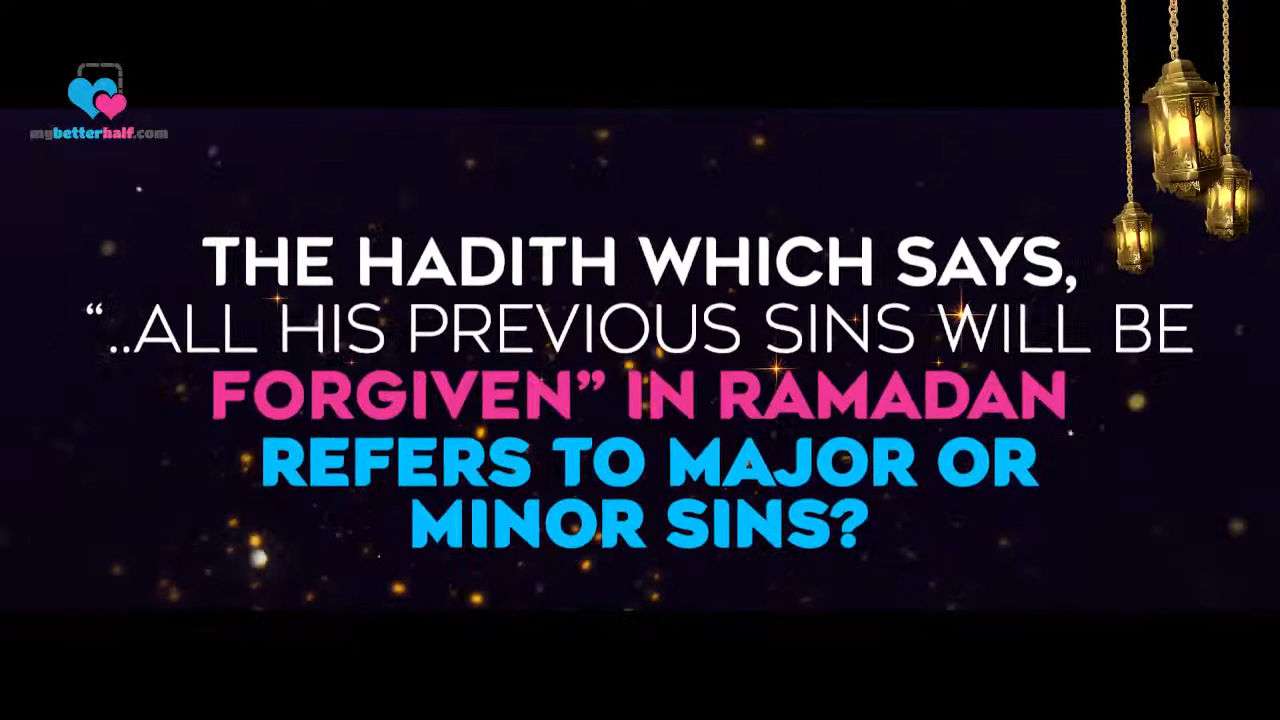 mybetterhalf.com
THE HADITH WHICH SAYS,
“..ALL HIS PREVIOUS SINS WILL BE
FORGIVEN” IN RAMADAN
REFERS TO MAJOR OR
MINOR SINS?